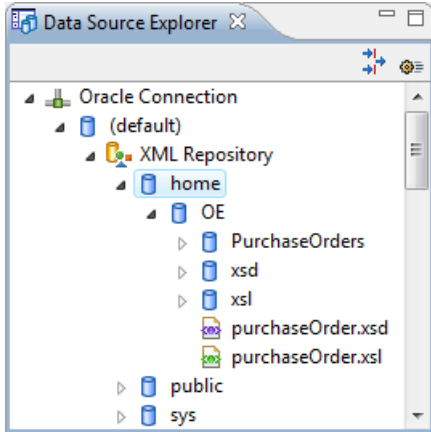 Data Source Explorer
Oracle Connection
(default)
XML Repository
home
OE
PurchaseOrders
xsd
xsl
purchaseOrder.xsd
purchaseOrder.xsl
public
sys